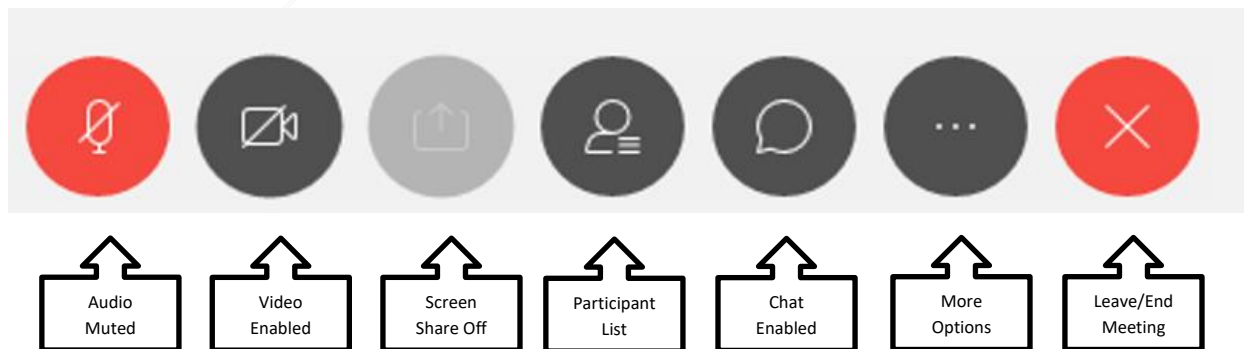 Audio
Muted
Video
Enabled
Screen
Share Off
Participant
List
Chat
Enabled
More
Options
Leave/End
Meeting